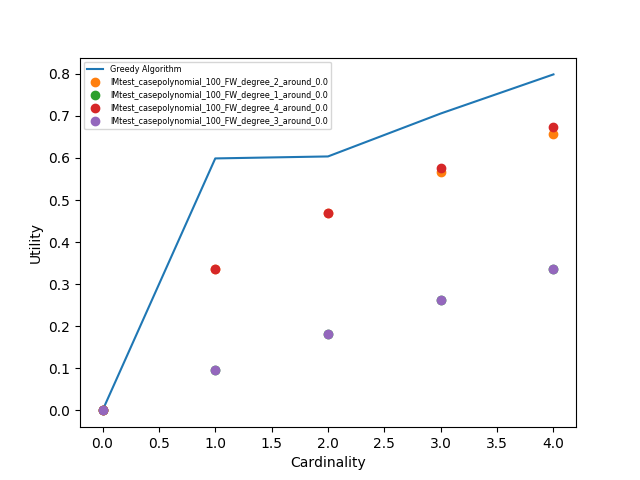 Greedy Algorithm
IMtest_casepolynomial_100_FW_degree_2_around_0.0
IMtest_casepolynomial_100_FW_degree_1_around_0.0
IMtest_casepolynomial_100_FW_degree_4_around_0.0
IMtest_casepolynomial_100_FW_degree_3_around_0.0
0.8
0.7
0.6
0.5
0.4
0.3
0.2
0.1
0.0
Utility
0.0 0.5 1.0 1.5 2.0 2.5 3.0 3.5 4.0
Cardinality